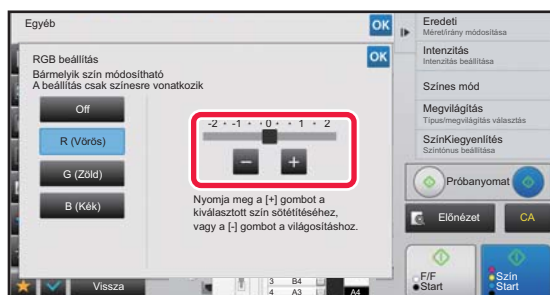 Egyéb
OK
RGB beállítás
OK
Bármelyik szín módosítható
A beállítás csak színesre vonatkozik
Off
R (Vörös)
G (Zöld)
B (Kék)
-2 • -1 • • 0 • • 1 • 2
- +
Nyomja meg a [+] gombot a
kiválasztott szín sötétítéséhez,
vagy a [-] gombot a világosításhoz.
Vissza
3 B4
4 A3
A4
Eredeti
Méret/irány módosítása
Intenzitás
Intenzitás beállítása
Színes mód
Megvilágítás
Típus/megvilágítás választás
SzínKiegyenlítés
Színtónus beállítása
Próbanyomat
Előnézet
CA
F/F
Start
Szín
Start